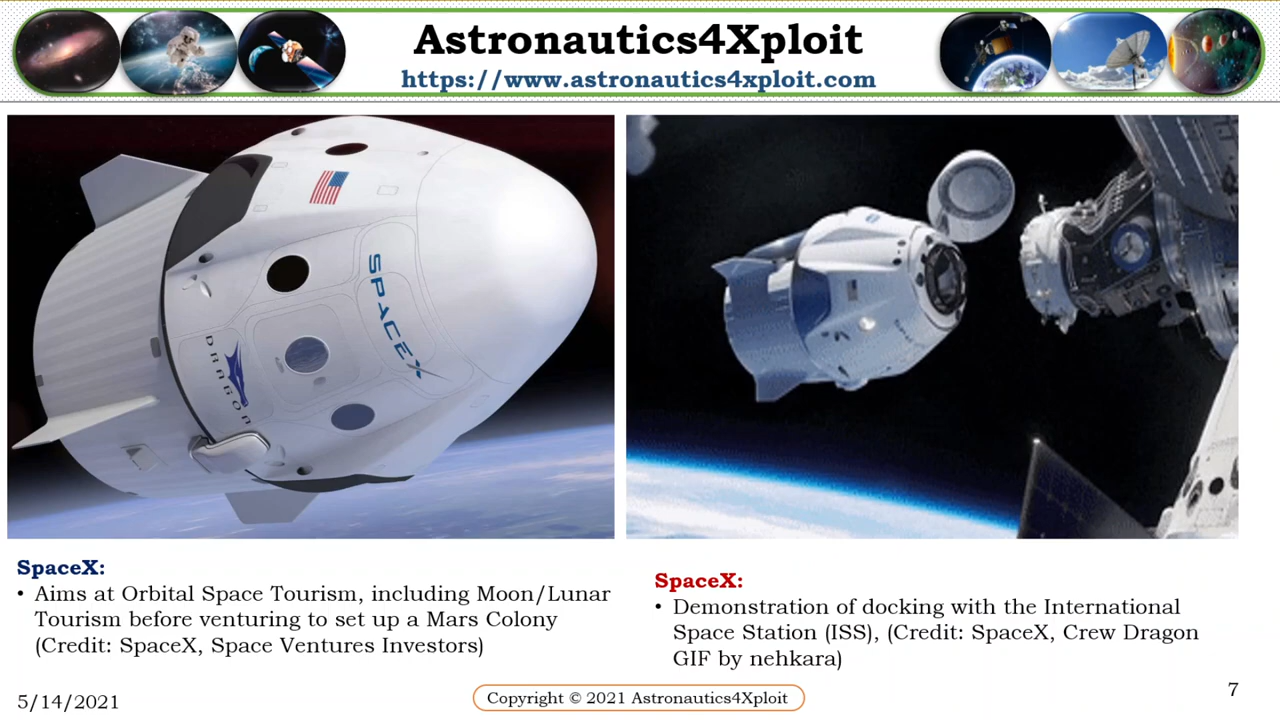 Astronautics4Xploit
https://www.astronautics4xploit.com
SPACEX
DRAGON
SpaceX:
• Aims at Orbital Space Tourism, including Moon/Lunar
Tourism before venturing to set up a Mars Colony
(Credit: SpaceX, Space Ventures Investors)
SpaceX:
• Demonstration of docking with the International
Space Station (ISS), (Credit: SpaceX, Crew Dragon
GIF by nehkara)
5/14/2021
Copyright © 2021 Astronautics4Xploit
7